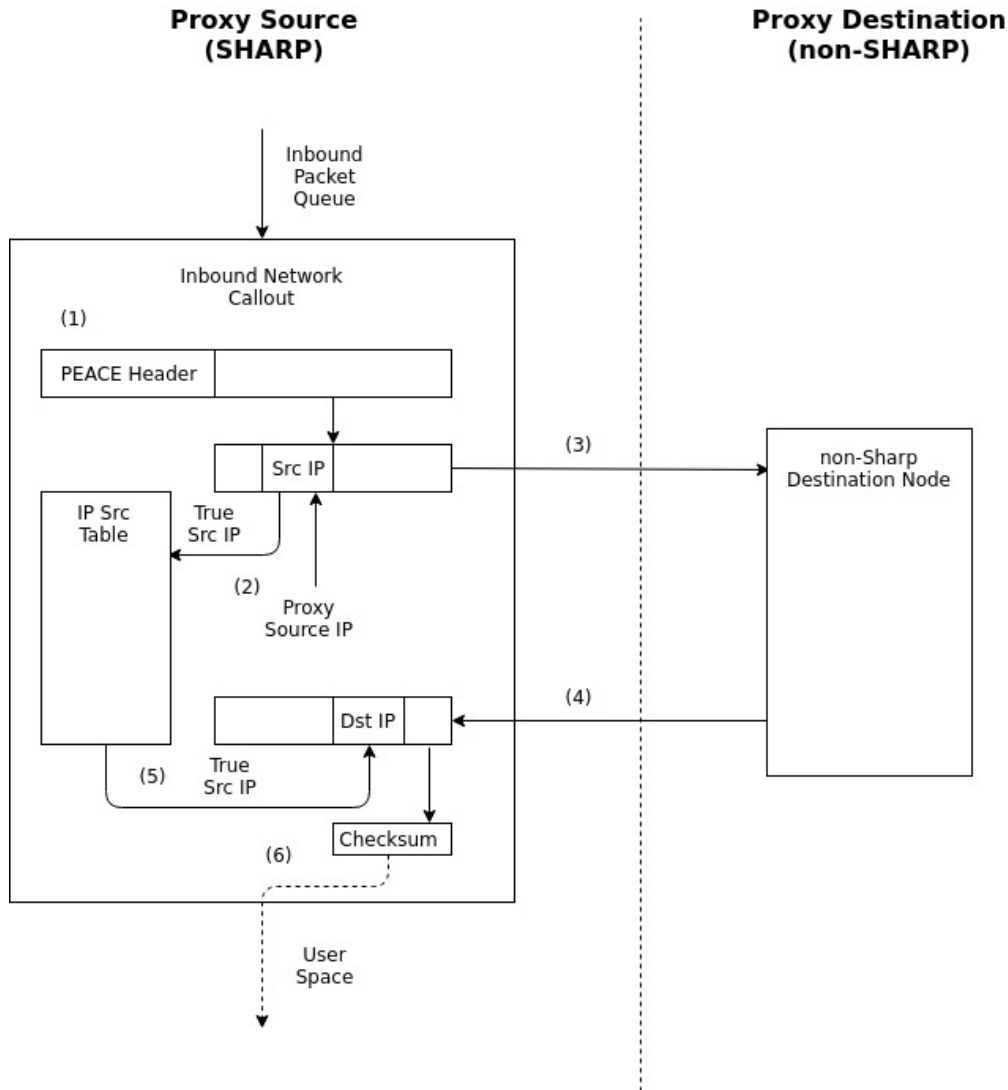 Proxy Source
(SHARP)
Proxy Destination
(non-SHARP)
Inbound
Packet
Queue
Inbound Network
Callout
(1)
PEACE Header
Src IP
(3)
non-Sharp
Destination Node
IP Src
Table
True
Src IP
(2)
Proxy
Source IP
Dst IP
(4)
(5)
True
Src IP
Checksum
(6)
User
Space